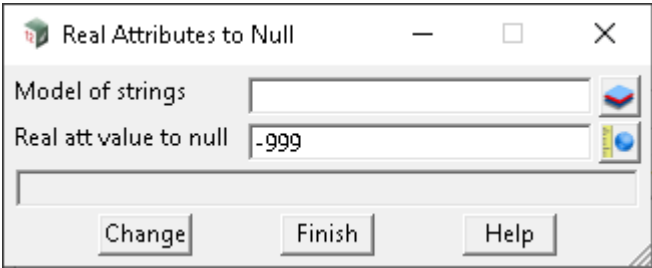 Real Attributes to Null
Model of strings
Real att value to null -999
Change Finish Help